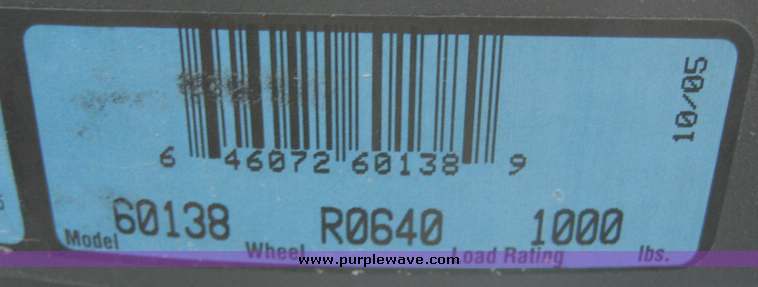 10/05
6 46072 60138 9
60138 R0640 1000
Model Wheel Load Rating lbs.
www.purplewave.com